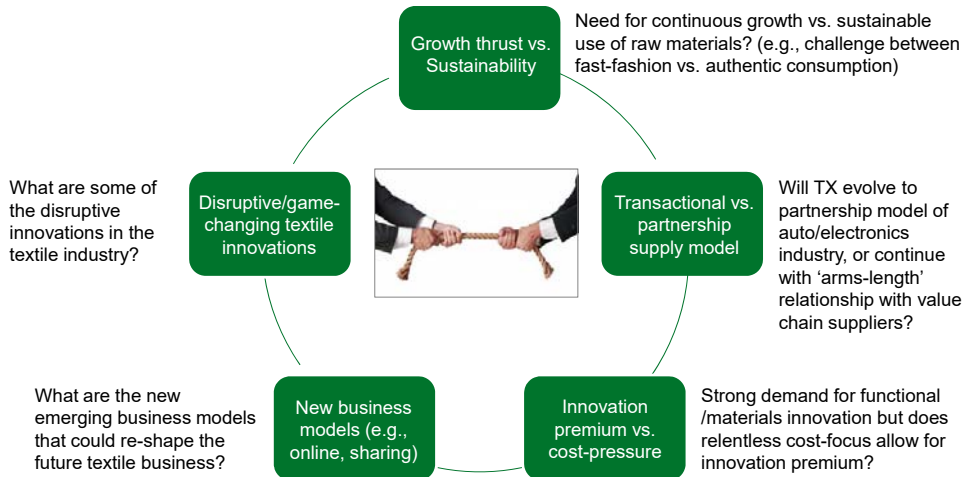 Growth thrust vs.
Sustainability
Need for continuous growth vs. sustainable
use of raw materials? (e.g., challenge between
fast-fashion vs. authentic consumption)
What are some of
the disruptive
innovations in the
textile industry?
Disruptive/game-
changing textile
innovations
Transactional vs.
partnership
supply model
Will TX evolve to
partnership model of
auto/electronics
industry, or continue
with ‘arms-length’
relationship with value
chain suppliers?
What are the new
emerging business models
that could re-shape the
future textile business?
New business
models (e.g.,
online, sharing)
Innovation
premium vs.
cost-pressure
Strong demand for functional
/materials innovation but does
relentless cost-focus allow for
innovation premium?